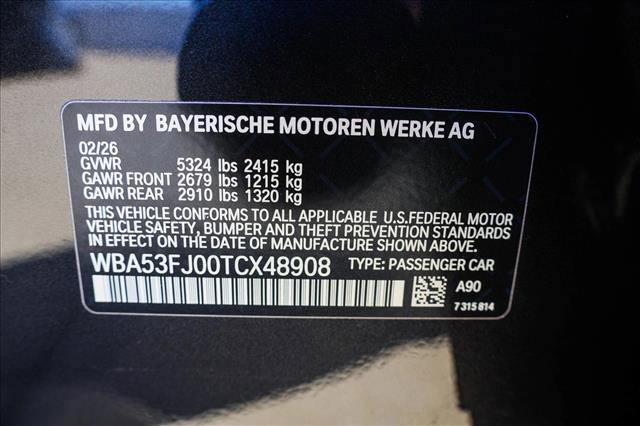 MFD BY BAYERISCHE MOTOREN WERKE AG
02/26
GVWR 5324 lbs 2415 kg
GAWR FRONT 2679 lbs 1215 kg
GAWR REAR 2910 lbs 1320 kg
THIS VEHICLE CONFORMS TO ALL APPLICABLE U.S.FEDERAL MOTOR
VEHICLE SAFETY, BUMPER AND THEFT PREVENTION STANDARDS
IN EFFECT ON THE DATE OF MANUFACTURE SHOWN ABOVE.
WBA53FJ00TCX48908 TYPE: PASSENGER CAR
A90
7315814